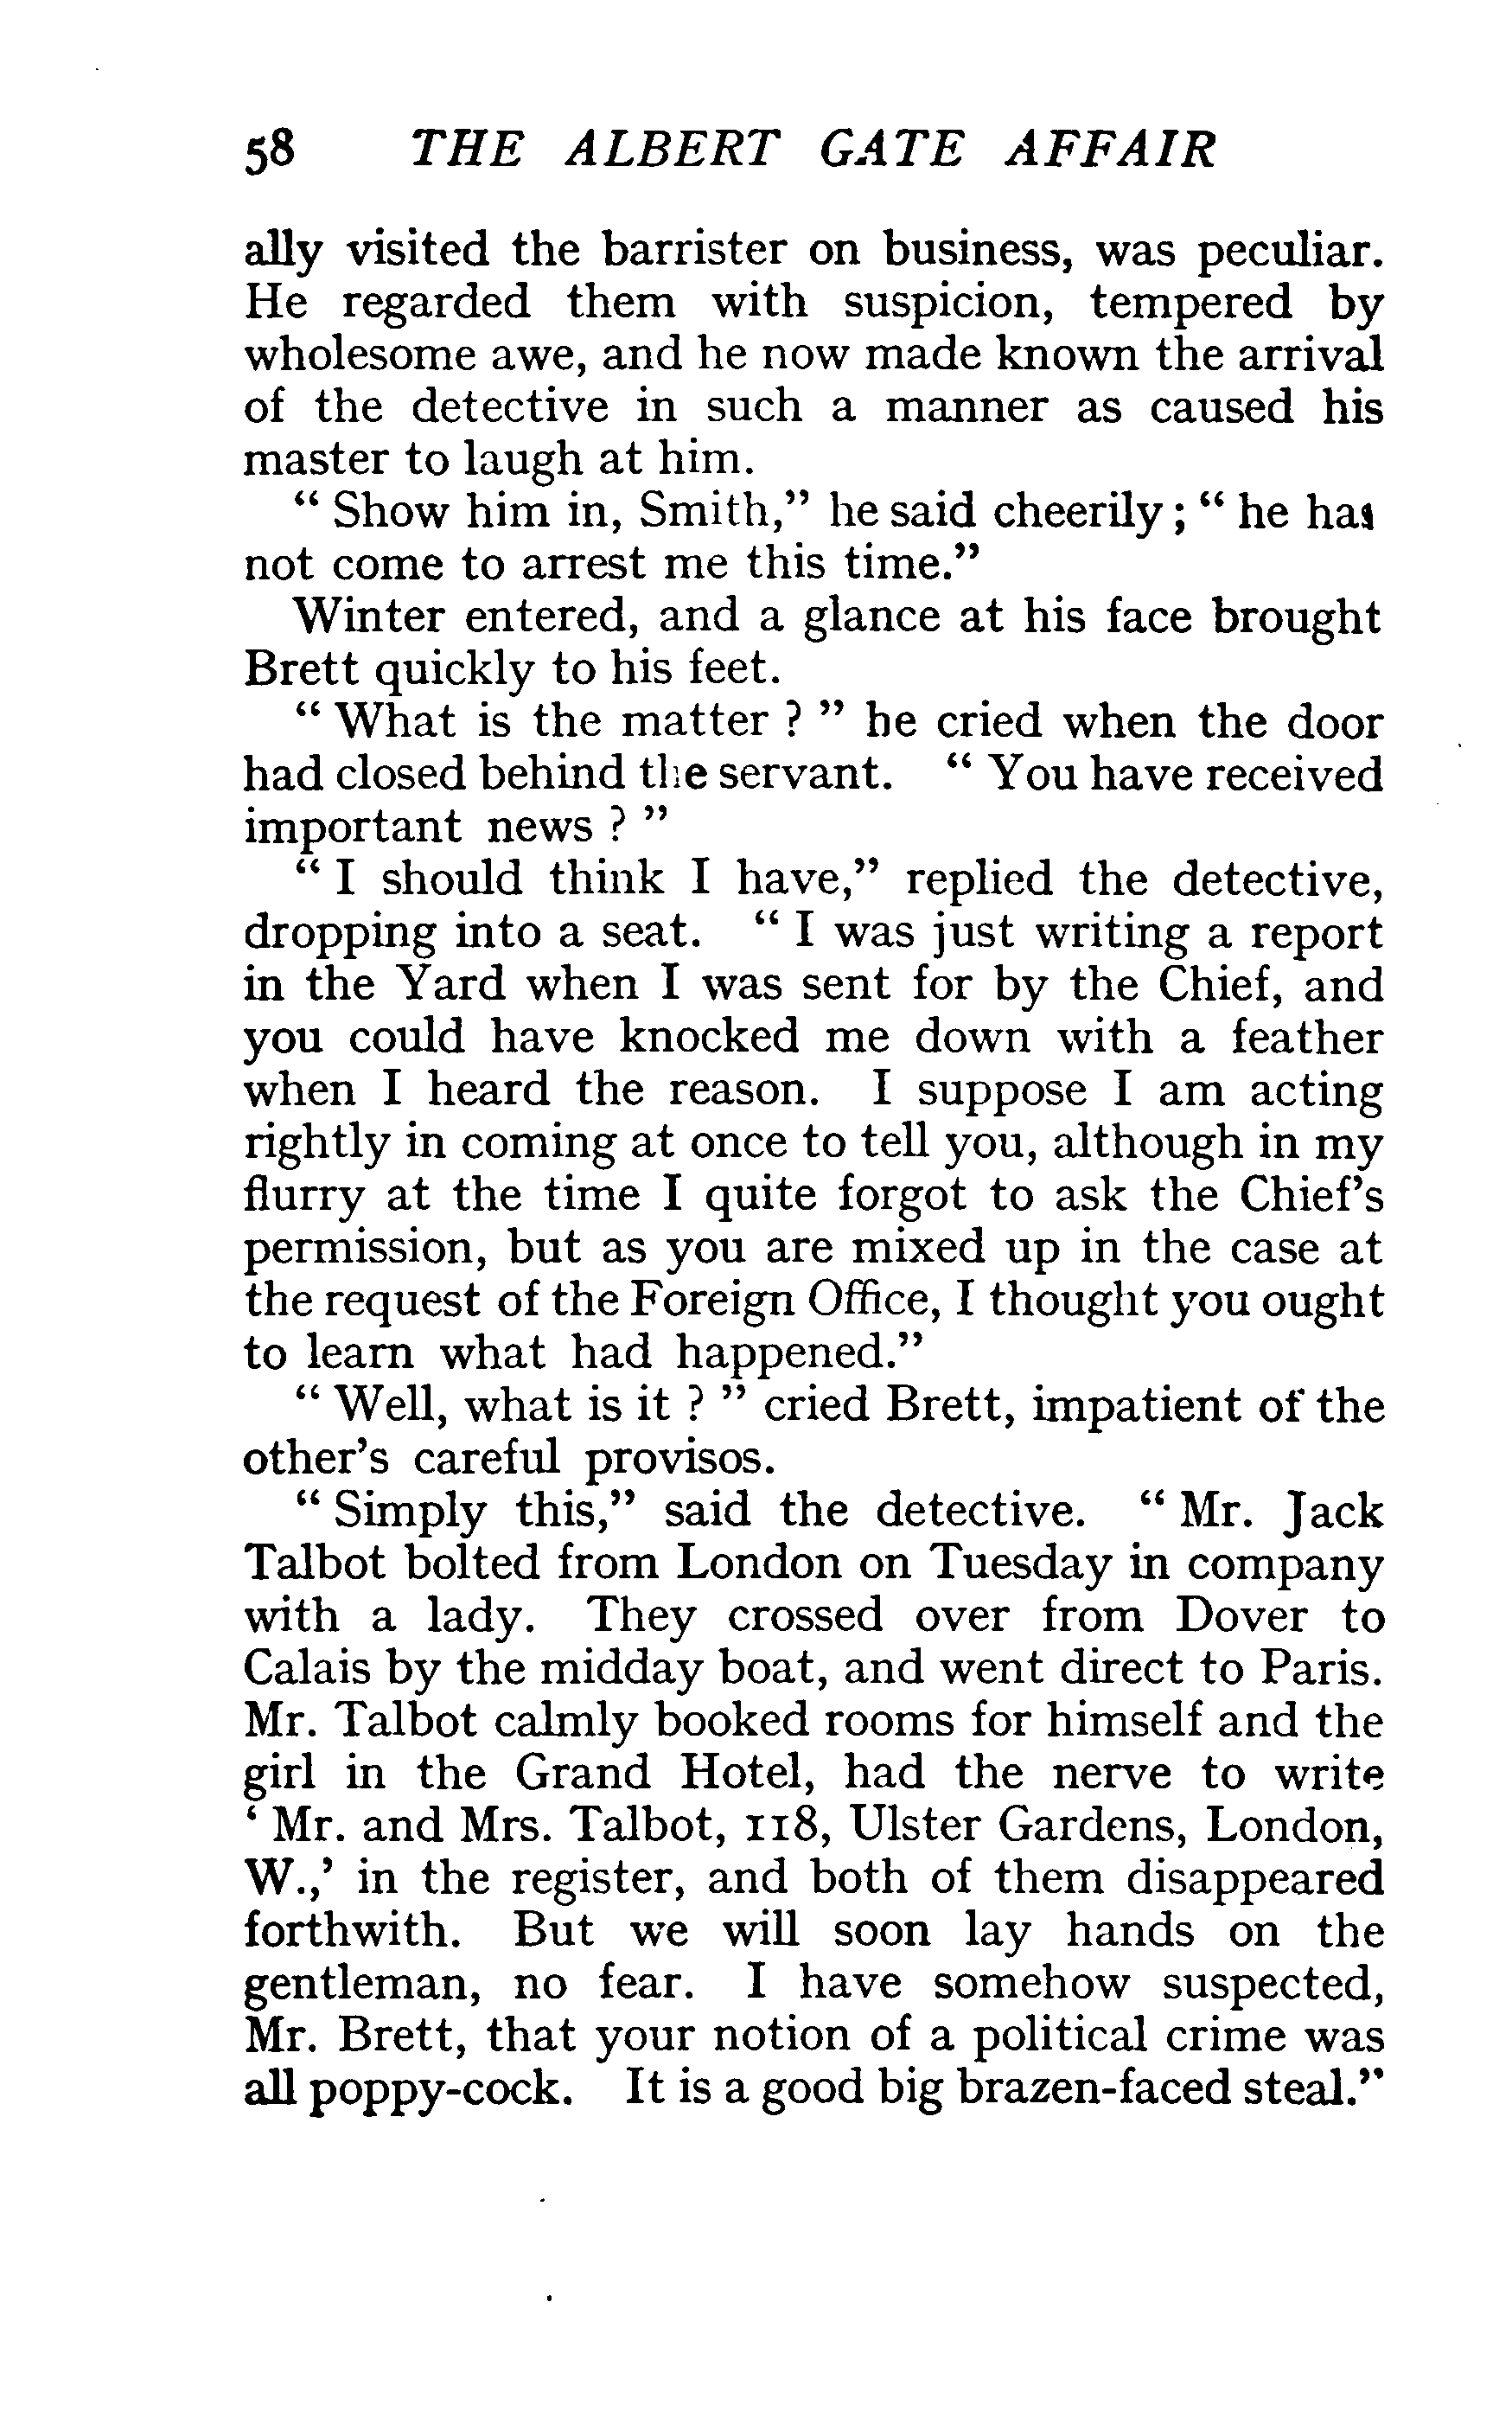 58 THE ALBERT GATE AFFAIR
ally visited the barrister on business, was peculiar.
He regarded them with suspicion, tempered by
wholesome awe, and he now made known the arrival
of the detective in such a manner as caused his
master to laugh at him.
“ Show him in, Smith,” he said cheerily ; “ he has
not come to arrest me this time.”
Winter entered, and a glance at his face brought
Brett quickly to his feet.
“ What is the matter ? ” he cried when the door
had closed behind the servant. “ You have received
important news ? ”
“ I should think I have,” replied the detective,
dropping into a seat. “ I was just writing a report
in the Yard when I was sent for by the Chief, and
you could have knocked me down with a feather
when I heard the reason. I suppose I am acting
rightly in coming at once to tell you, although in my
flurry at the time I quite forgot to ask the Chief’s
permission, but as you are mixed up in the case at
the request of the Foreign Office, I thought you ought
to learn what had happened.”
“ Well, what is it ? ” cried Brett, impatient of the
other’s careful provisos.
“ Simply this,” said the detective. “ Mr. Jack
Talbot bolted from London on Tuesday in company
with a lady. They crossed over from Dover to
Calais by the midday boat, and went direct to Paris.
Mr. Talbot calmly booked rooms for himself and the
girl in the Grand Hotel, had the nerve to write
‘ Mr. and Mrs. Talbot, 118, Ulster Gardens, London,
W.,’ in the register, and both of them disappeared
forthwith. But we will soon lay hands on the
gentleman, no fear. I have somehow suspected,
Mr. Brett, that your notion of a political crime was
all poppy-cock. It is a good big brazen-faced steal.”